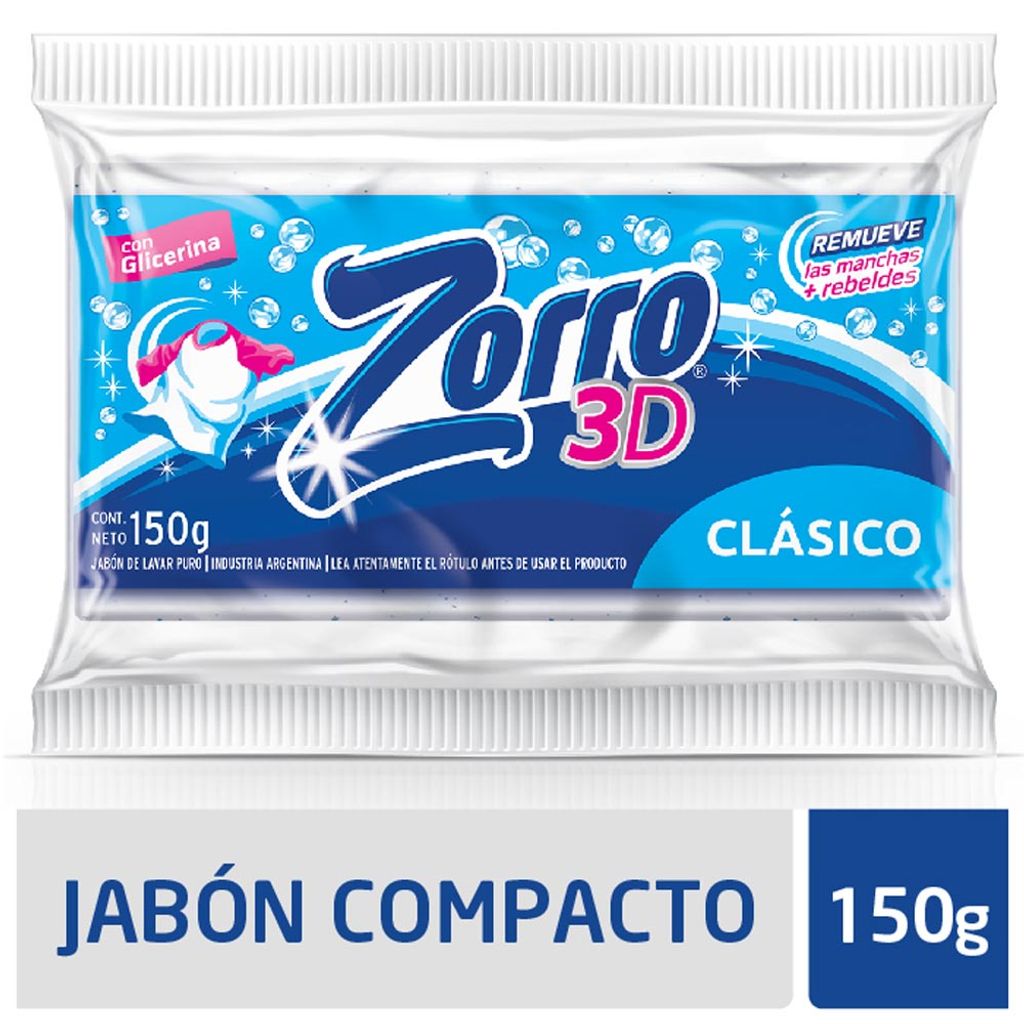 con
Glicerina
REMUEVE
las manchas
+ rebeldes
Zorro®
3D
CONT.
NETO 150g
CLÁSICO
JABÓN DE LAVAR PURO | INDUSTRIA ARGENTINA | LEA ATENTAMENTE EL RÓTULO ANTES DE USAR EL PRODUCTO
JABÓN COMPACTO
150g